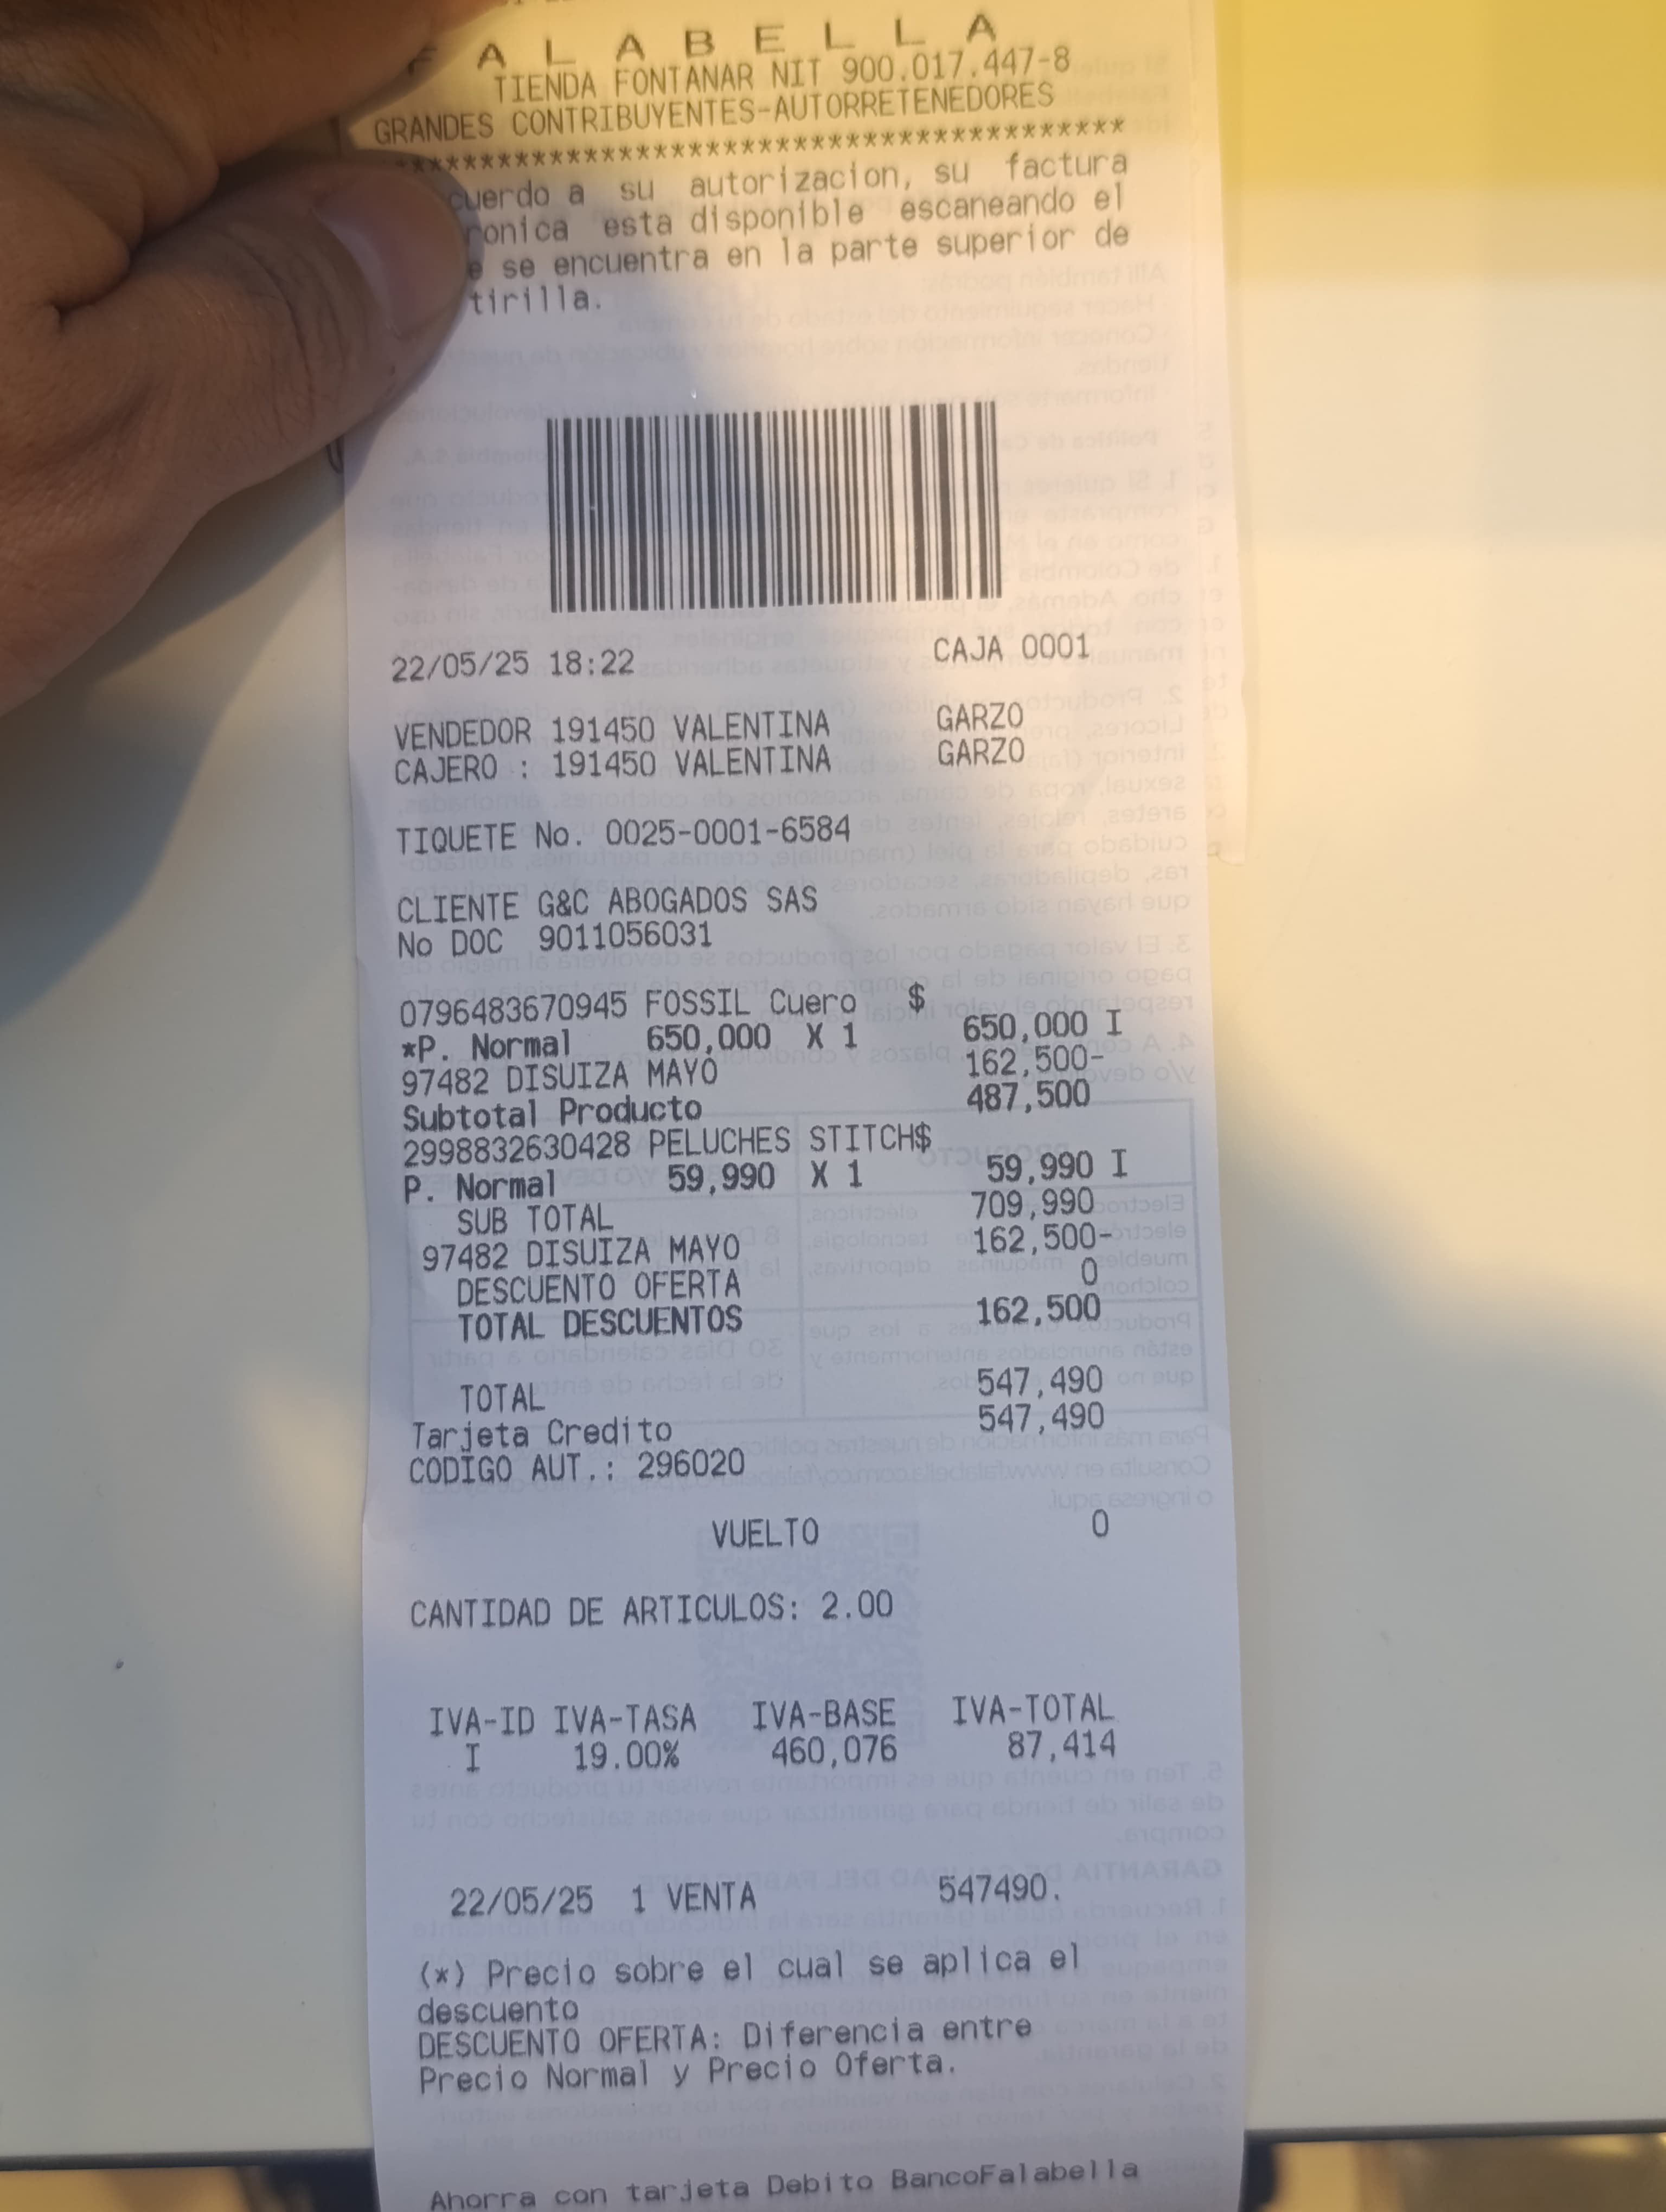 F A L A B E L L A
TIENDA FONTANAR NIT 900.017.447-8
GRANDES CONTRIBUYENTES-AUTORRETENEDORES
****************************************
cuerdo a su autorizacion, su factura
ronica esta disponible escaneando el
e se encuentra en la parte superior de
tirilla.
22/05/25 18:22 CAJA 0001
VENDEDOR 191450 VALENTINA GARZO
CAJERO : 191450 VALENTINA GARZO
TIQUETE No. 0025-0001-6584
CLIENTE G&C ABOGADOS SAS
No DOC 9011056031
0796483670945 FOSSIL Cuero $
*P. Normal 650,000 X 1 650,000 I
97482 DISUIZA MAYO 162,500-
Subtotal Producto 487,500
2998832630428 PELUCHES STITCH$
P. Normal 59,990 X 1 59,990 I
SUB TOTAL 709,990
97482 DISUIZA MAYO 162,500-
DESCUENTO OFERTA 0
TOTAL DESCUENTOS 162,500
TOTAL 547,490
Tarjeta Credito 547,490
CODIGO AUT.: 296020
VUELTO 0
CANTIDAD DE ARTICULOS: 2.00
IVA-ID IVA-TASA IVA-BASE IVA-TOTAL
I 19.00% 460,076 87,414
22/05/25 1 VENTA 547490.
(*) Precio sobre el cual se aplica el
descuento
DESCUENTO OFERTA: Diferencia entre
Precio Normal y Precio Oferta.
Ahorra con tarjeta Debito BancoFalabella